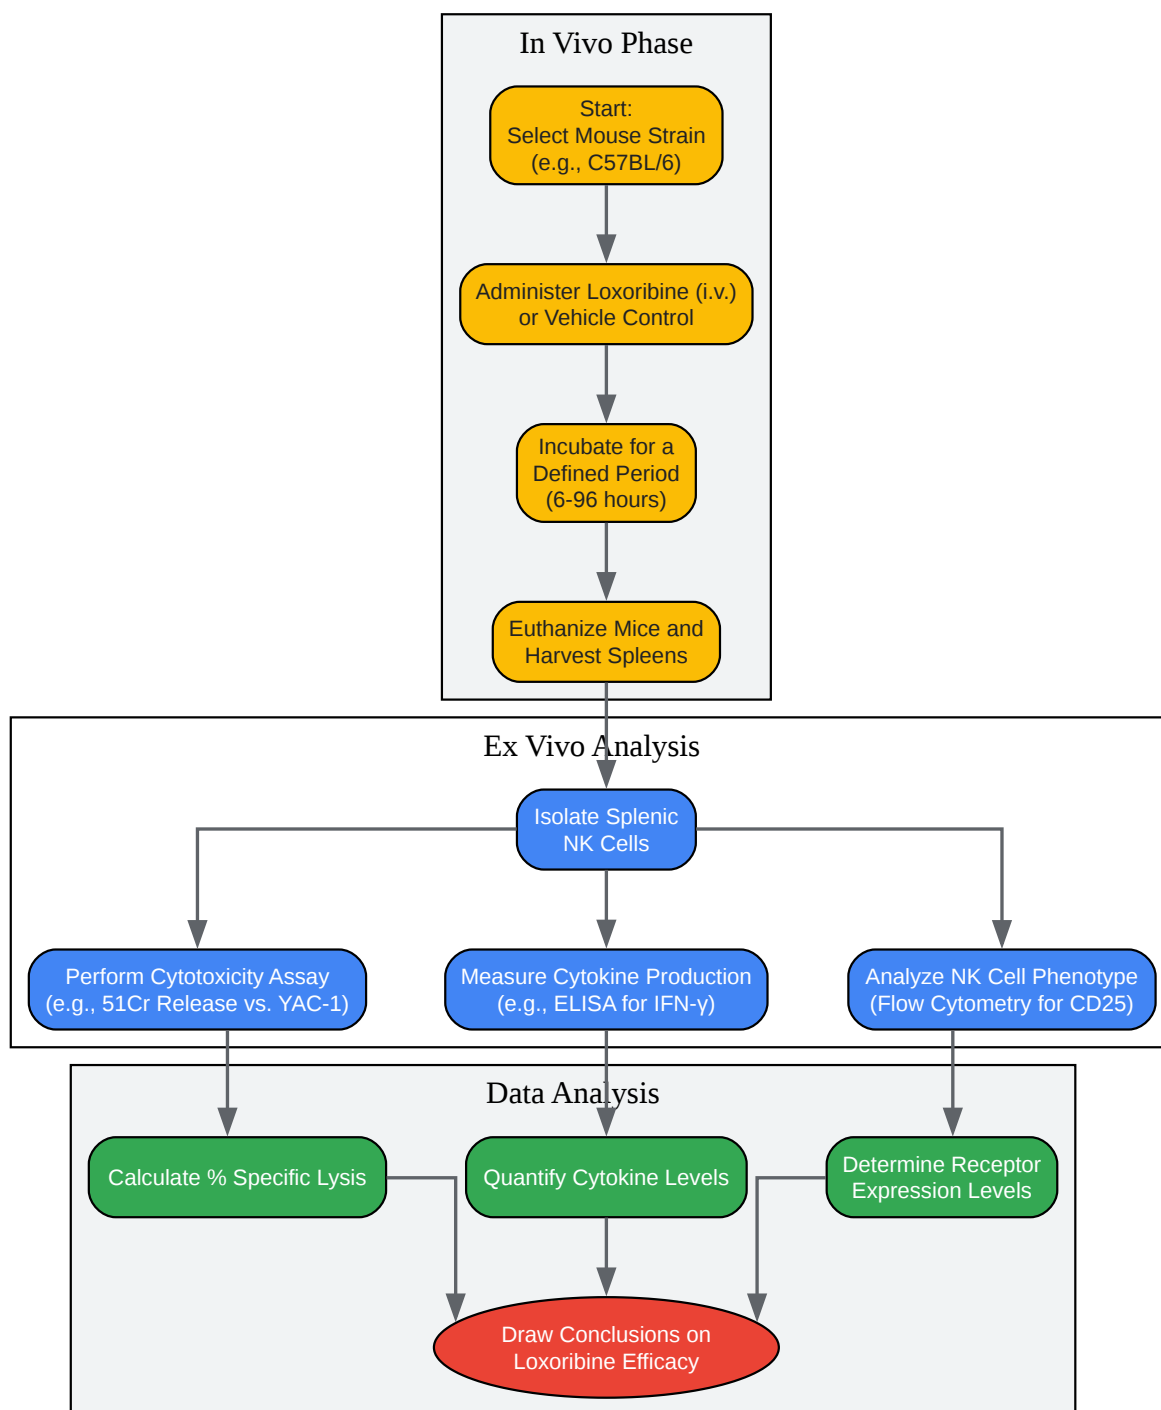 In Vivo Phase
Start:
Select Mouse Strain
(e.g., C57BL/6)
Administer Loxoribine (i.v.)
or Vehicle Control
Incubate for a
Defined Period
(6-96 hours)
Euthanize Mice and
Harvest Spleens
Ex Vivo Analysis
Isolate Splenic
NK Cells
Perform Cytotoxicity Assay
(e.g., 51Cr Release vs. YAC-1)
Measure Cytokine Production
(e.g., ELISA for IFN-γ)
Analyze NK Cell Phenotype
(Flow Cytometry for CD25)
Data Analysis
Calculate % Specific Lysis
Quantify Cytokine Levels
Determine Receptor
Expression Levels
Draw Conclusions on
Loxoribine Efficacy